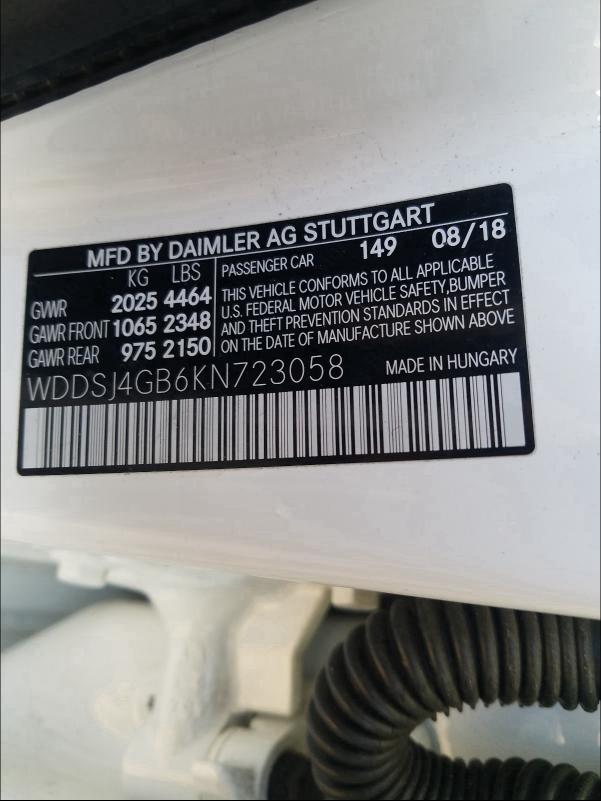 MFD BY DAIMLER AG STUTTGART
KG LBS
GVWR 2025 4464
GAWR FRONT 1065 2348
GAWR REAR 975 2150
PASSENGER CAR 149 08/18
THIS VEHICLE CONFORMS TO ALL APPLICABLE
U.S. FEDERAL MOTOR VEHICLE SAFETY,BUMPER
AND THEFT PREVENTION STANDARDS IN EFFECT
ON THE DATE OF MANUFACTURE SHOWN ABOVE
WDDSJ4GB6KN723058
MADE IN HUNGARY